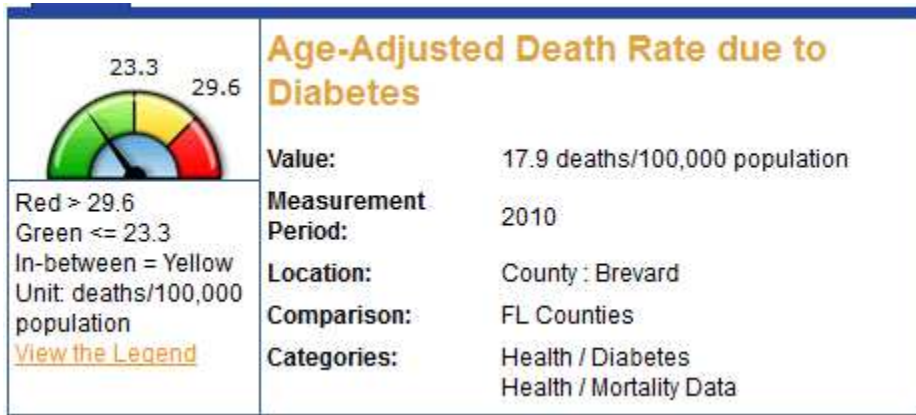 23.3
29.6
Red > 29.6
Green <= 23.3
In-between = Yellow
Unit: deaths/100,000
population
View the Legend
Age-Adjusted Death Rate due to
Diabetes
Value: 17.9 deaths/100,000 population
Measurement
Period: 2010
Location: County : Brevard
Comparison: FL Counties
Categories: Health / Diabetes
Health / Mortality Data